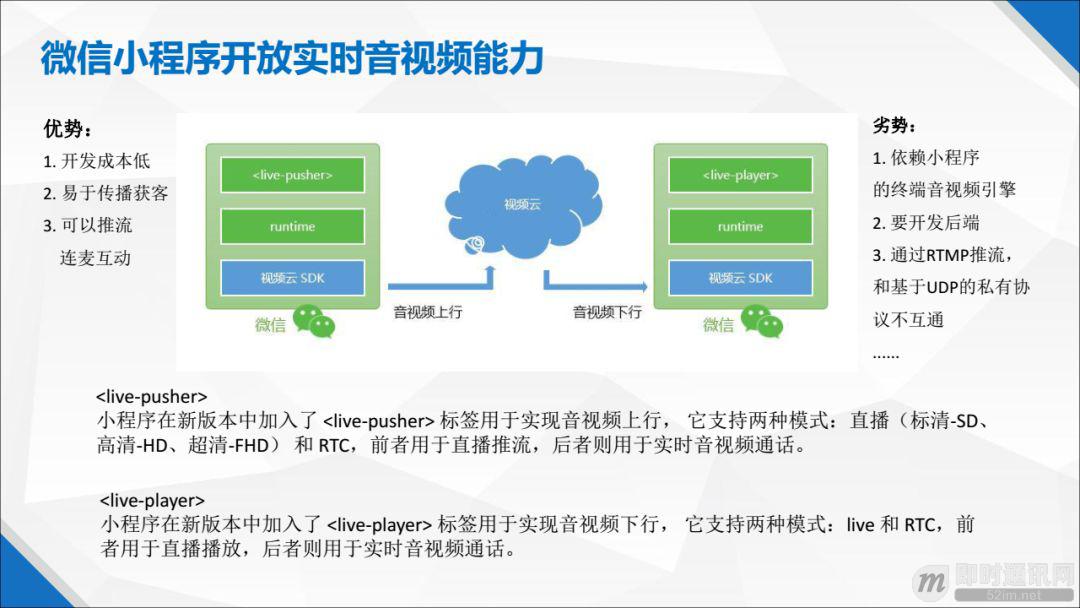 微信小程序开放实时音视频能力
优势：
1. 开发成本低
2. 易于传播获客
3. 可以推流
连麦互动
<live-pusher>
runtime
视频云 SDK
微信
音视频上行
视频云
音视频下行
<live-player>
runtime
视频云 SDK
微信
劣势：
1. 依赖小程序
的终端音视频引擎
2. 要开发后端
3. 通过RTMP推流，
和基于UDP的私有协
议不互通
......
<live-pusher>
小程序在新版本中加入了 <live-pusher> 标签用于实现音视频上行， 它支持两种模式：直播（标清-SD、
高清-HD、超清-FHD） 和 RTC，前者用于直播推流，后者则用于实时音视频通话。
<live-player>
小程序在新版本中加入了 <live-player> 标签用于实现音视频下行， 它支持两种模式：live 和 RTC，前
者用于直播播放，后者则用于实时音视频通话。
m
即时通讯网
52im.net